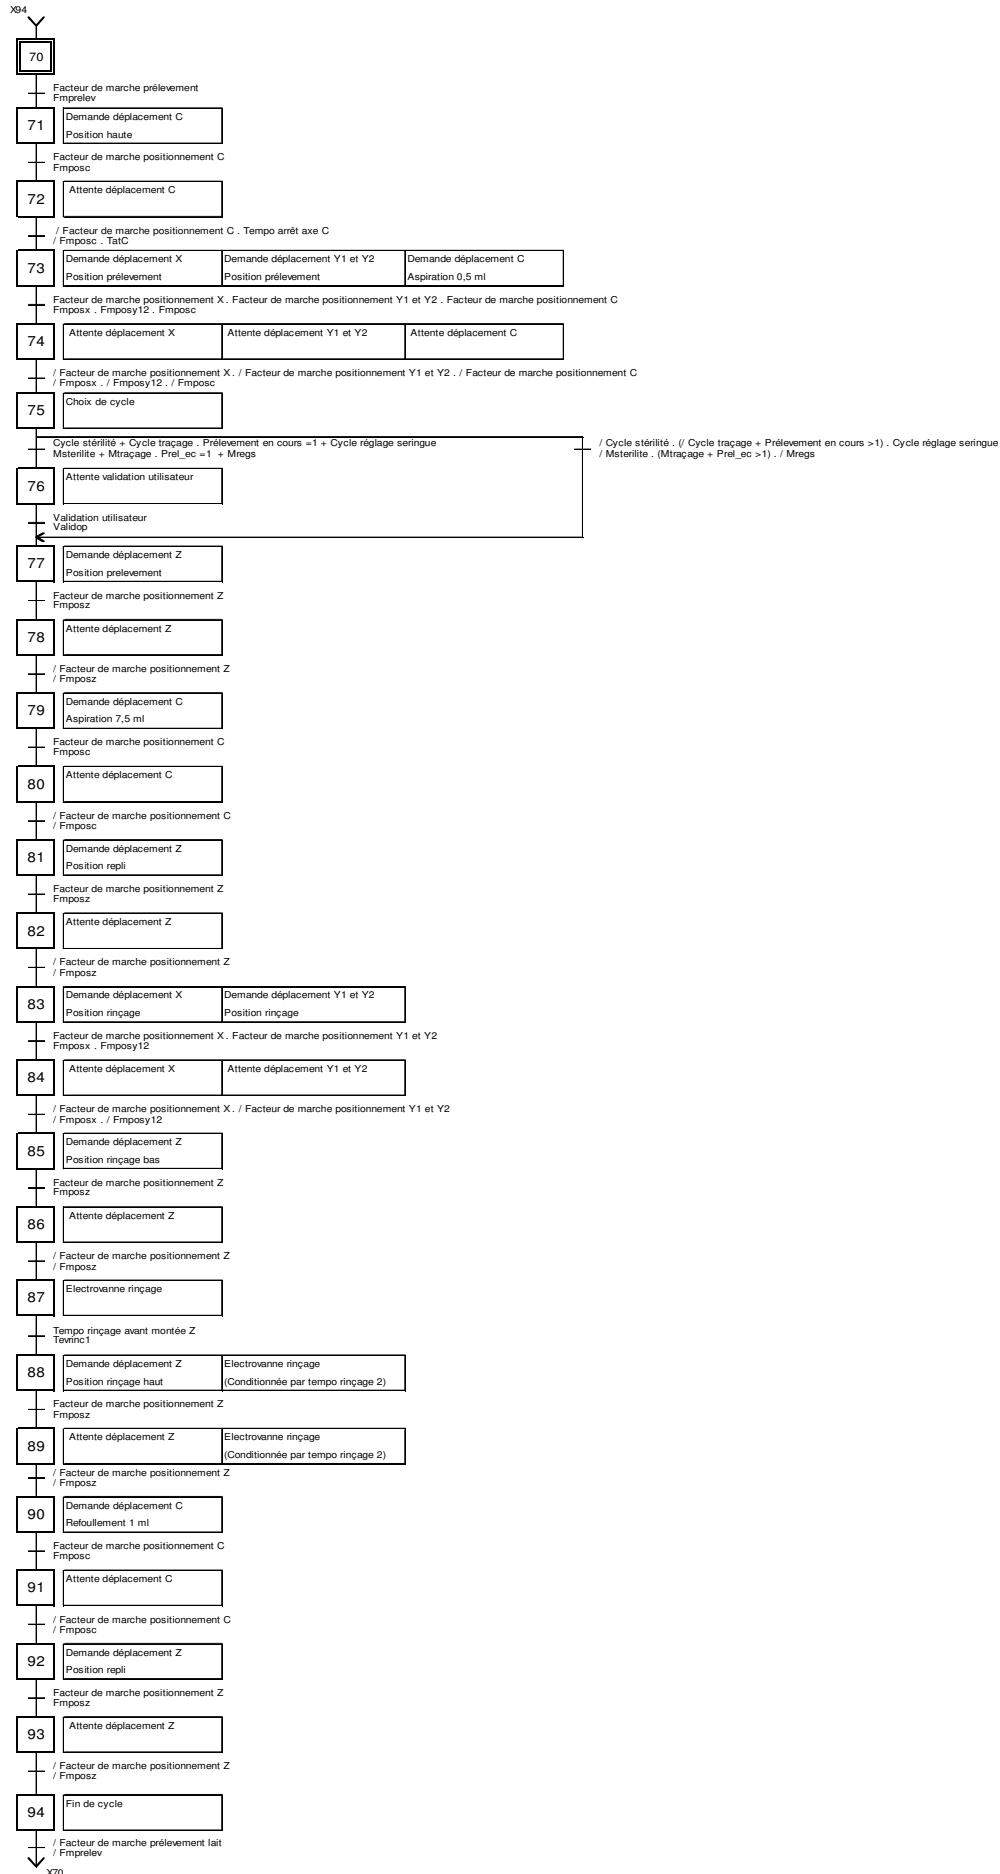 X94
70
Facteur de marche prélevement
Fmprelev
71
Demande déplacement C
Position haute
Facteur de marche positionnement C
Fmposc
72
Attente déplacement C
/ Facteur de marche positionnement C . Tempo arrêt axe C
/ Fmposc . TatC
73
Demande déplacement X
Position prélevement
Demande déplacement Y1 et Y2
Position prélevement
Demande déplacement C
Aspiration 0,5 ml
Facteur de marche positionnement X . Facteur de marche positionnement Y1 et Y2 . Facteur de marche positionnement C
Fmposx . Fmposy12 . Fmposc
74
Attente déplacement X
Attente déplacement Y1 et Y2
Attente déplacement C
/ Facteur de marche positionnement X . / Facteur de marche positionnement Y1 et Y2 . / Facteur de marche positionnement C
/ Fmposx . / Fmposy12 . / Fmposc
75
Choix de cycle
Cycle stérilité + Cycle traçage . Prélevement en cours =1 + Cycle réglage seringue
Msterilite + Mtraçage . Prel_ec =1 + Mregs
/ Cycle stérilité . (/ Cycle traçage + Prélevement en cours >1) . Cycle réglage seringue
/ Msterilite . (Mtraçage + Prel_ec >1) . / Mregs
76
Attente validation utilisateur
Validation utilisateur
Validop
77
Demande déplacement Z
Position prelevement
Facteur de marche positionnement Z
Fmposz
78
Attente déplacement Z
/ Facteur de marche positionnement Z
/ Fmposz
79
Demande déplacement C
Aspiration 7,5 ml
Facteur de marche positionnement C
Fmposc
80
Attente déplacement C
/ Facteur de marche positionnement C
/ Fmposc
81
Demande déplacement Z
Position repli
Facteur de marche positionnement Z
Fmposz
82
Attente déplacement Z
/ Facteur de marche positionnement Z
/ Fmposz
83
Demande déplacement X
Position rinçage
Demande déplacement Y1 et Y2
Position rinçage
Facteur de marche positionnement X . Facteur de marche positionnement Y1 et Y2
Fmposx . Fmposy12
84
Attente déplacement X
Attente déplacement Y1 et Y2
/ Facteur de marche positionnement X . / Facteur de marche positionnement Y1 et Y2
/ Fmposx . / Fmposy12
85
Demande déplacement Z
Position rinçage bas
Facteur de marche positionnement Z
Fmposz
86
Attente déplacement Z
/ Facteur de marche positionnement Z
/ Fmposz
87
Electrovanne rinçage
Tempo rinçage avant montée Z
Tevrinc1
88
Demande déplacement Z
Position rinçage haut
Electrovanne rinçage
(Conditionnée par tempo rinçage 2)
Facteur de marche positionnement Z
Fmposz
89
Attente déplacement Z
Electrovanne rinçage
(Conditionnée par tempo rinçage 2)
/ Facteur de marche positionnement Z
/ Fmposz
90
Demande déplacement C
Refoullement 1 ml
Facteur de marche positionnement C
Fmposc
91
Attente déplacement C
/ Facteur de marche positionnement C
/ Fmposc
92
Demande déplacement Z
Position repli
Facteur de marche positionnement Z
Fmposz
93
Attente déplacement Z
/ Facteur de marche positionnement Z
/ Fmposz
94
Fin de cycle
/ Facteur de marche prélevement lait
/ Fmprelev
X70